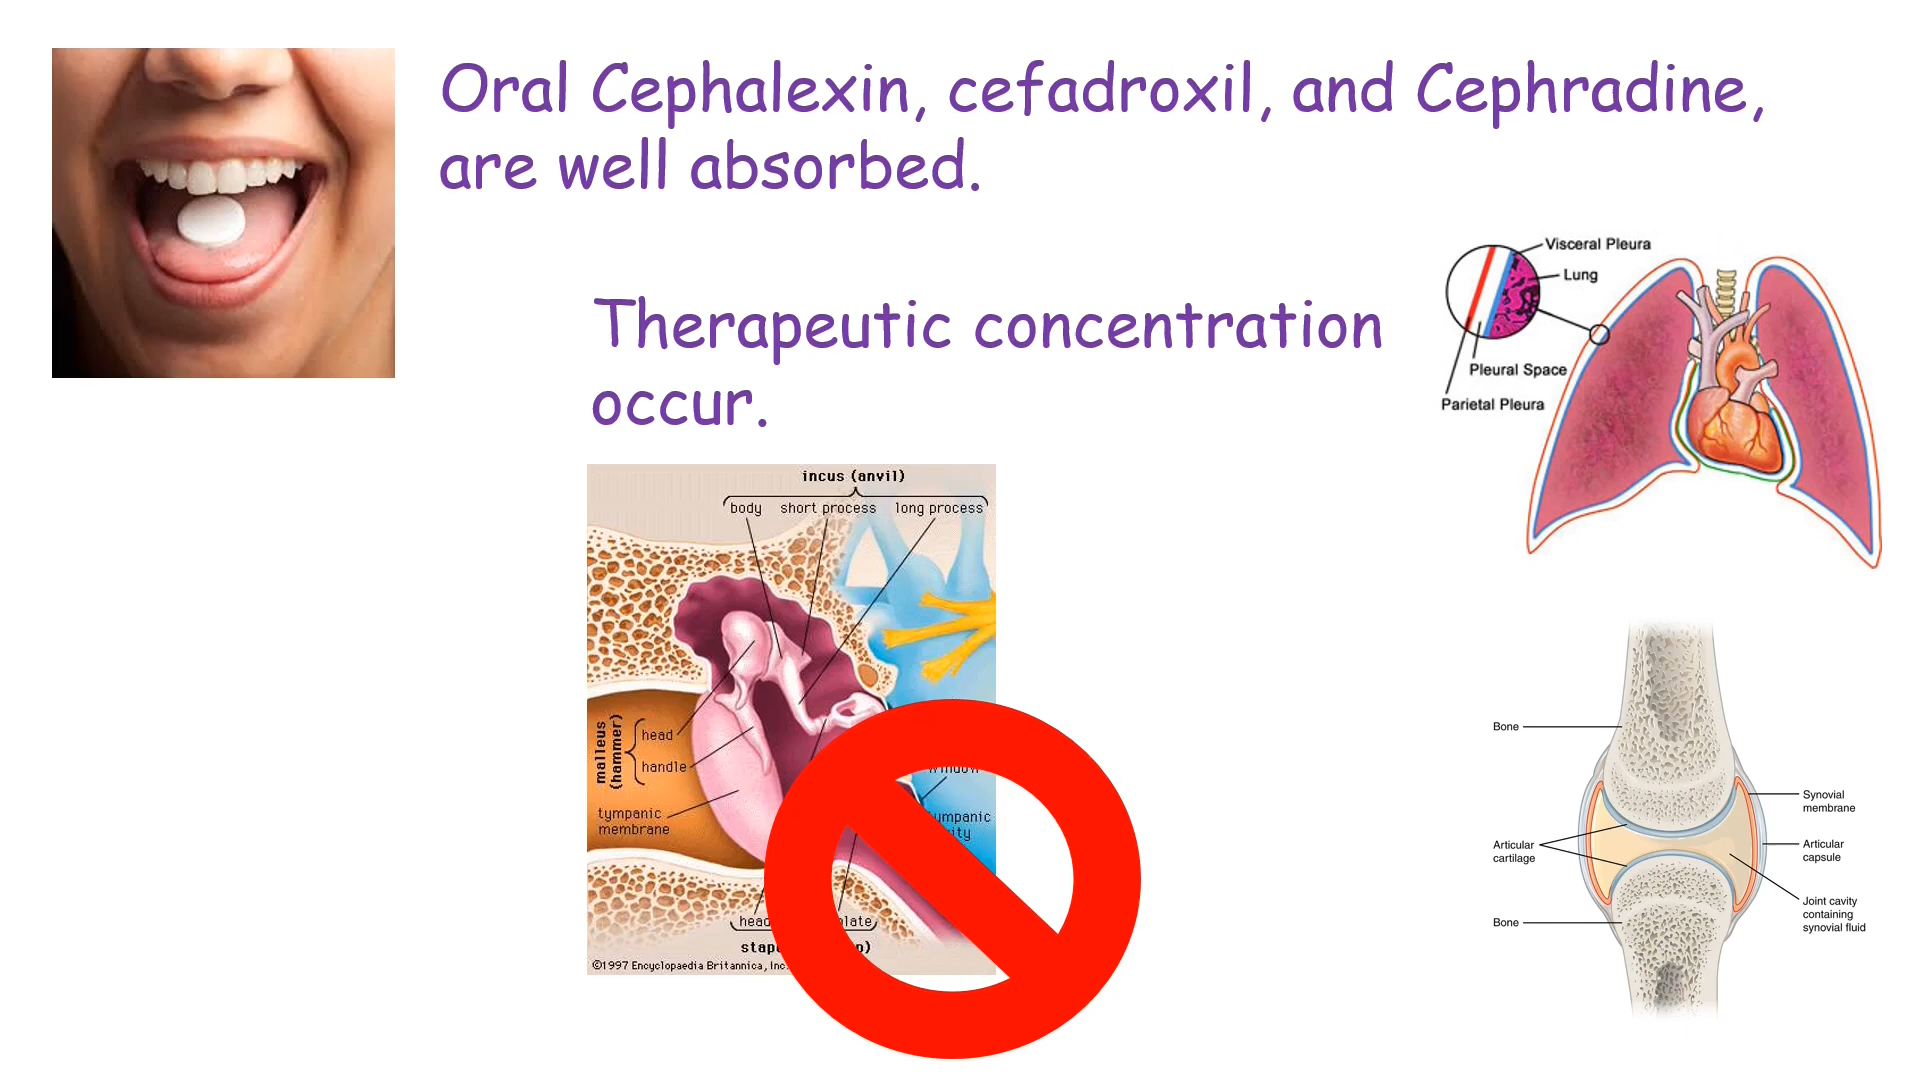 Oral Cephalexin, cefadroxil, and Cephradine,
are well absorbed.
Visceral Pleura
Lung
Therapeutic concentration
occur.
Pleural Space
Parietal Pleura
incus (anvil)
body short process long process
malleus
(hammer)
head
handle
tympanic
membrane
©1997 Encyclopaedia Britannica, Inc.
Bone
Synovial
membrane
Articular
cartilage
Articular
capsule
Joint cavity
containing
synovial fluid
Bone